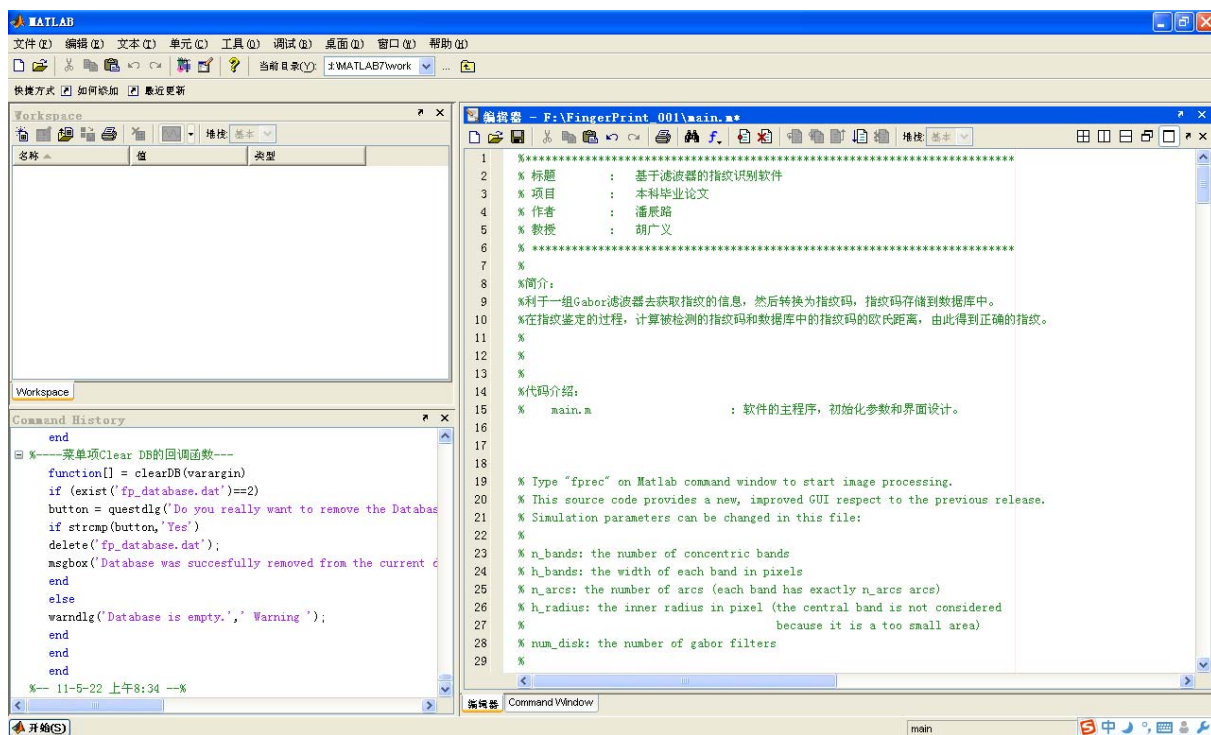 MATLAB
文件(F) 编辑(E) 文本(T) 单元(C) 工具(O) 调试(B) 桌面(D) 窗口(W) 帮助(H)
当前目录(Y): :\MATLAB7\work
快捷方式 如何添加 最近更新
Workspace
堆栈: 基本
名称 值 类型
Workspace
Command History
end
%----菜单项Clear DB的回调函数---
function[] = clearDB(varargin)
if (exist('fp_database.dat')==2)
button = questdlg('Do you really want to remove the Databas
if strcmp(button,'Yes')
delete('fp_database.dat');
msgbox('Database was succesfully removed from the current d
end
else
warndlg('Database is empty.',' Warning ');
end
end
end
%-- 11-5-22 上午8:34 --%
编辑器 - F:\FingerPrint_001\main.m*
堆栈: 基本
1 %**************************************************************************
2 % 标题 : 基于滤波器的指纹识别软件
3 % 项目 : 本科毕业论文
4 % 作者 : 潘辰路
5 % 教授 : 胡广义
6 % *************************************************************************
7 %
8 %简介:
9 %利于一组Gabor滤波器去获取指纹的信息，然后转换为指纹码，指纹码存储到数据库中。
10 %在指纹鉴定的过程，计算被检测的指纹码和数据库中的指纹码的欧氏距离，由此得到正确的指纹。
11 %
12 %
13 %
14 %代码介绍:
15 % main.m : 软件的主程序，初始化参数和界面设计。
16
17
18
19 % Type "fprec" on Matlab command window to start image processing.
20 % This source code provides a new, improved GUI respect to the previous release.
21 % Simulation parameters can be changed in this file:
22 %
23 % n_bands: the number of concentric bands
24 % h_bands: the width of each band in pixels
25 % n_arcs: the number of arcs (each band has exactly n_arcs arcs)
26 % h_radius: the inner radius in pixel (the central band is not considered
27 % because it is a too small area)
28 % num_disk: the number of gabor filters
29 %
编辑器 Command Window
开始(S)
main
中